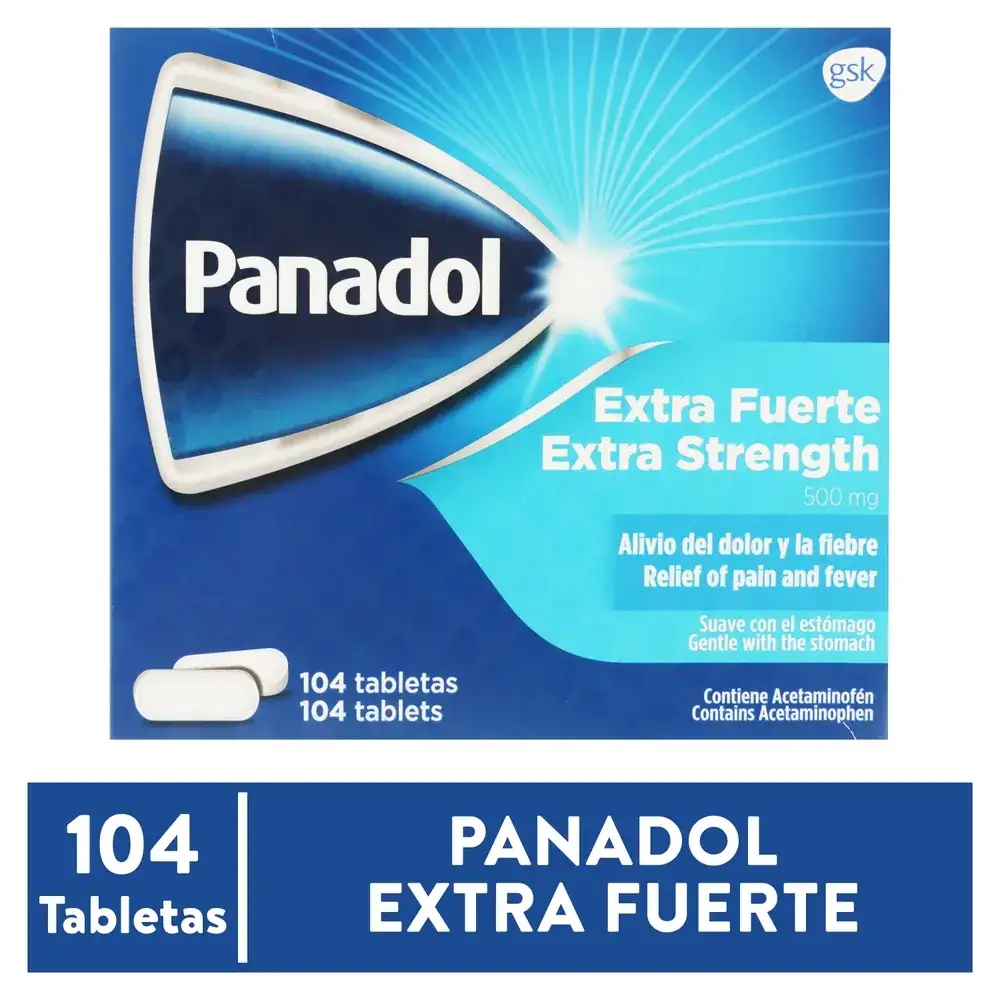 gsk
Panadol
Extra Fuerte
Extra Strength
500 mg
Alivio del dolor y la fiebre
Relief of pain and fever
Suave con el estómago
Gentle with the stomach
104 tabletas
104 tablets
Contiene Acetaminofén
Contains Acetaminophen
104
Tabletas
PANADOL
EXTRA FUERTE